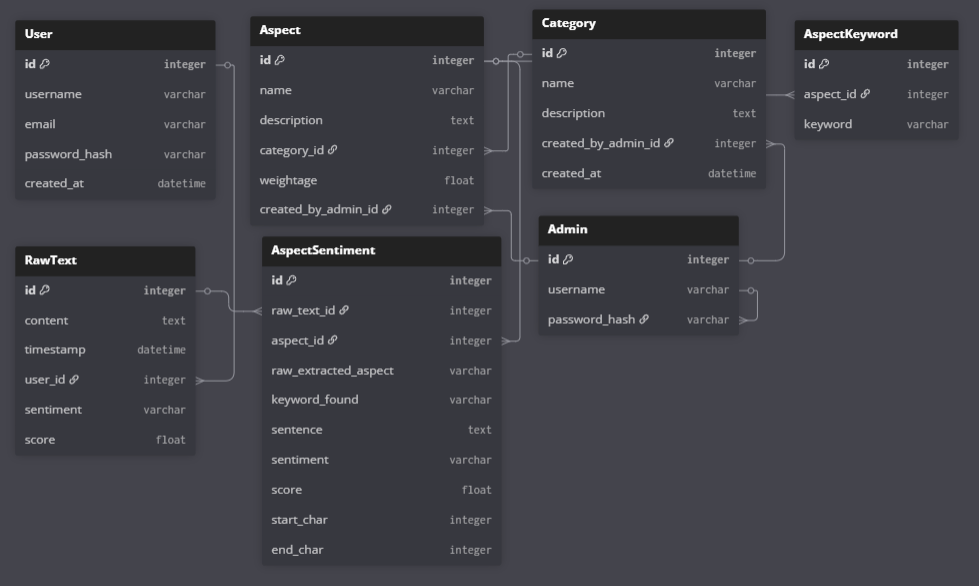 User
id integer
username varchar
email varchar
password_hash varchar
created_at datetime
Aspect
id integer
name varchar
description text
category_id integer
weightage float
created_by_admin_id integer
Category
id integer
name varchar
description text
created_by_admin_id integer
created_at datetime
AspectKeyword
id integer
aspect_id integer
keyword varchar
RawText
id integer
content text
timestamp datetime
user_id integer
sentiment varchar
score float
AspectSentiment
id integer
raw_text_id integer
aspect_id integer
raw_extracted_aspect varchar
keyword_found varchar
sentence text
sentiment varchar
score float
start_char integer
end_char integer
Admin
id integer
username varchar
password_hash varchar